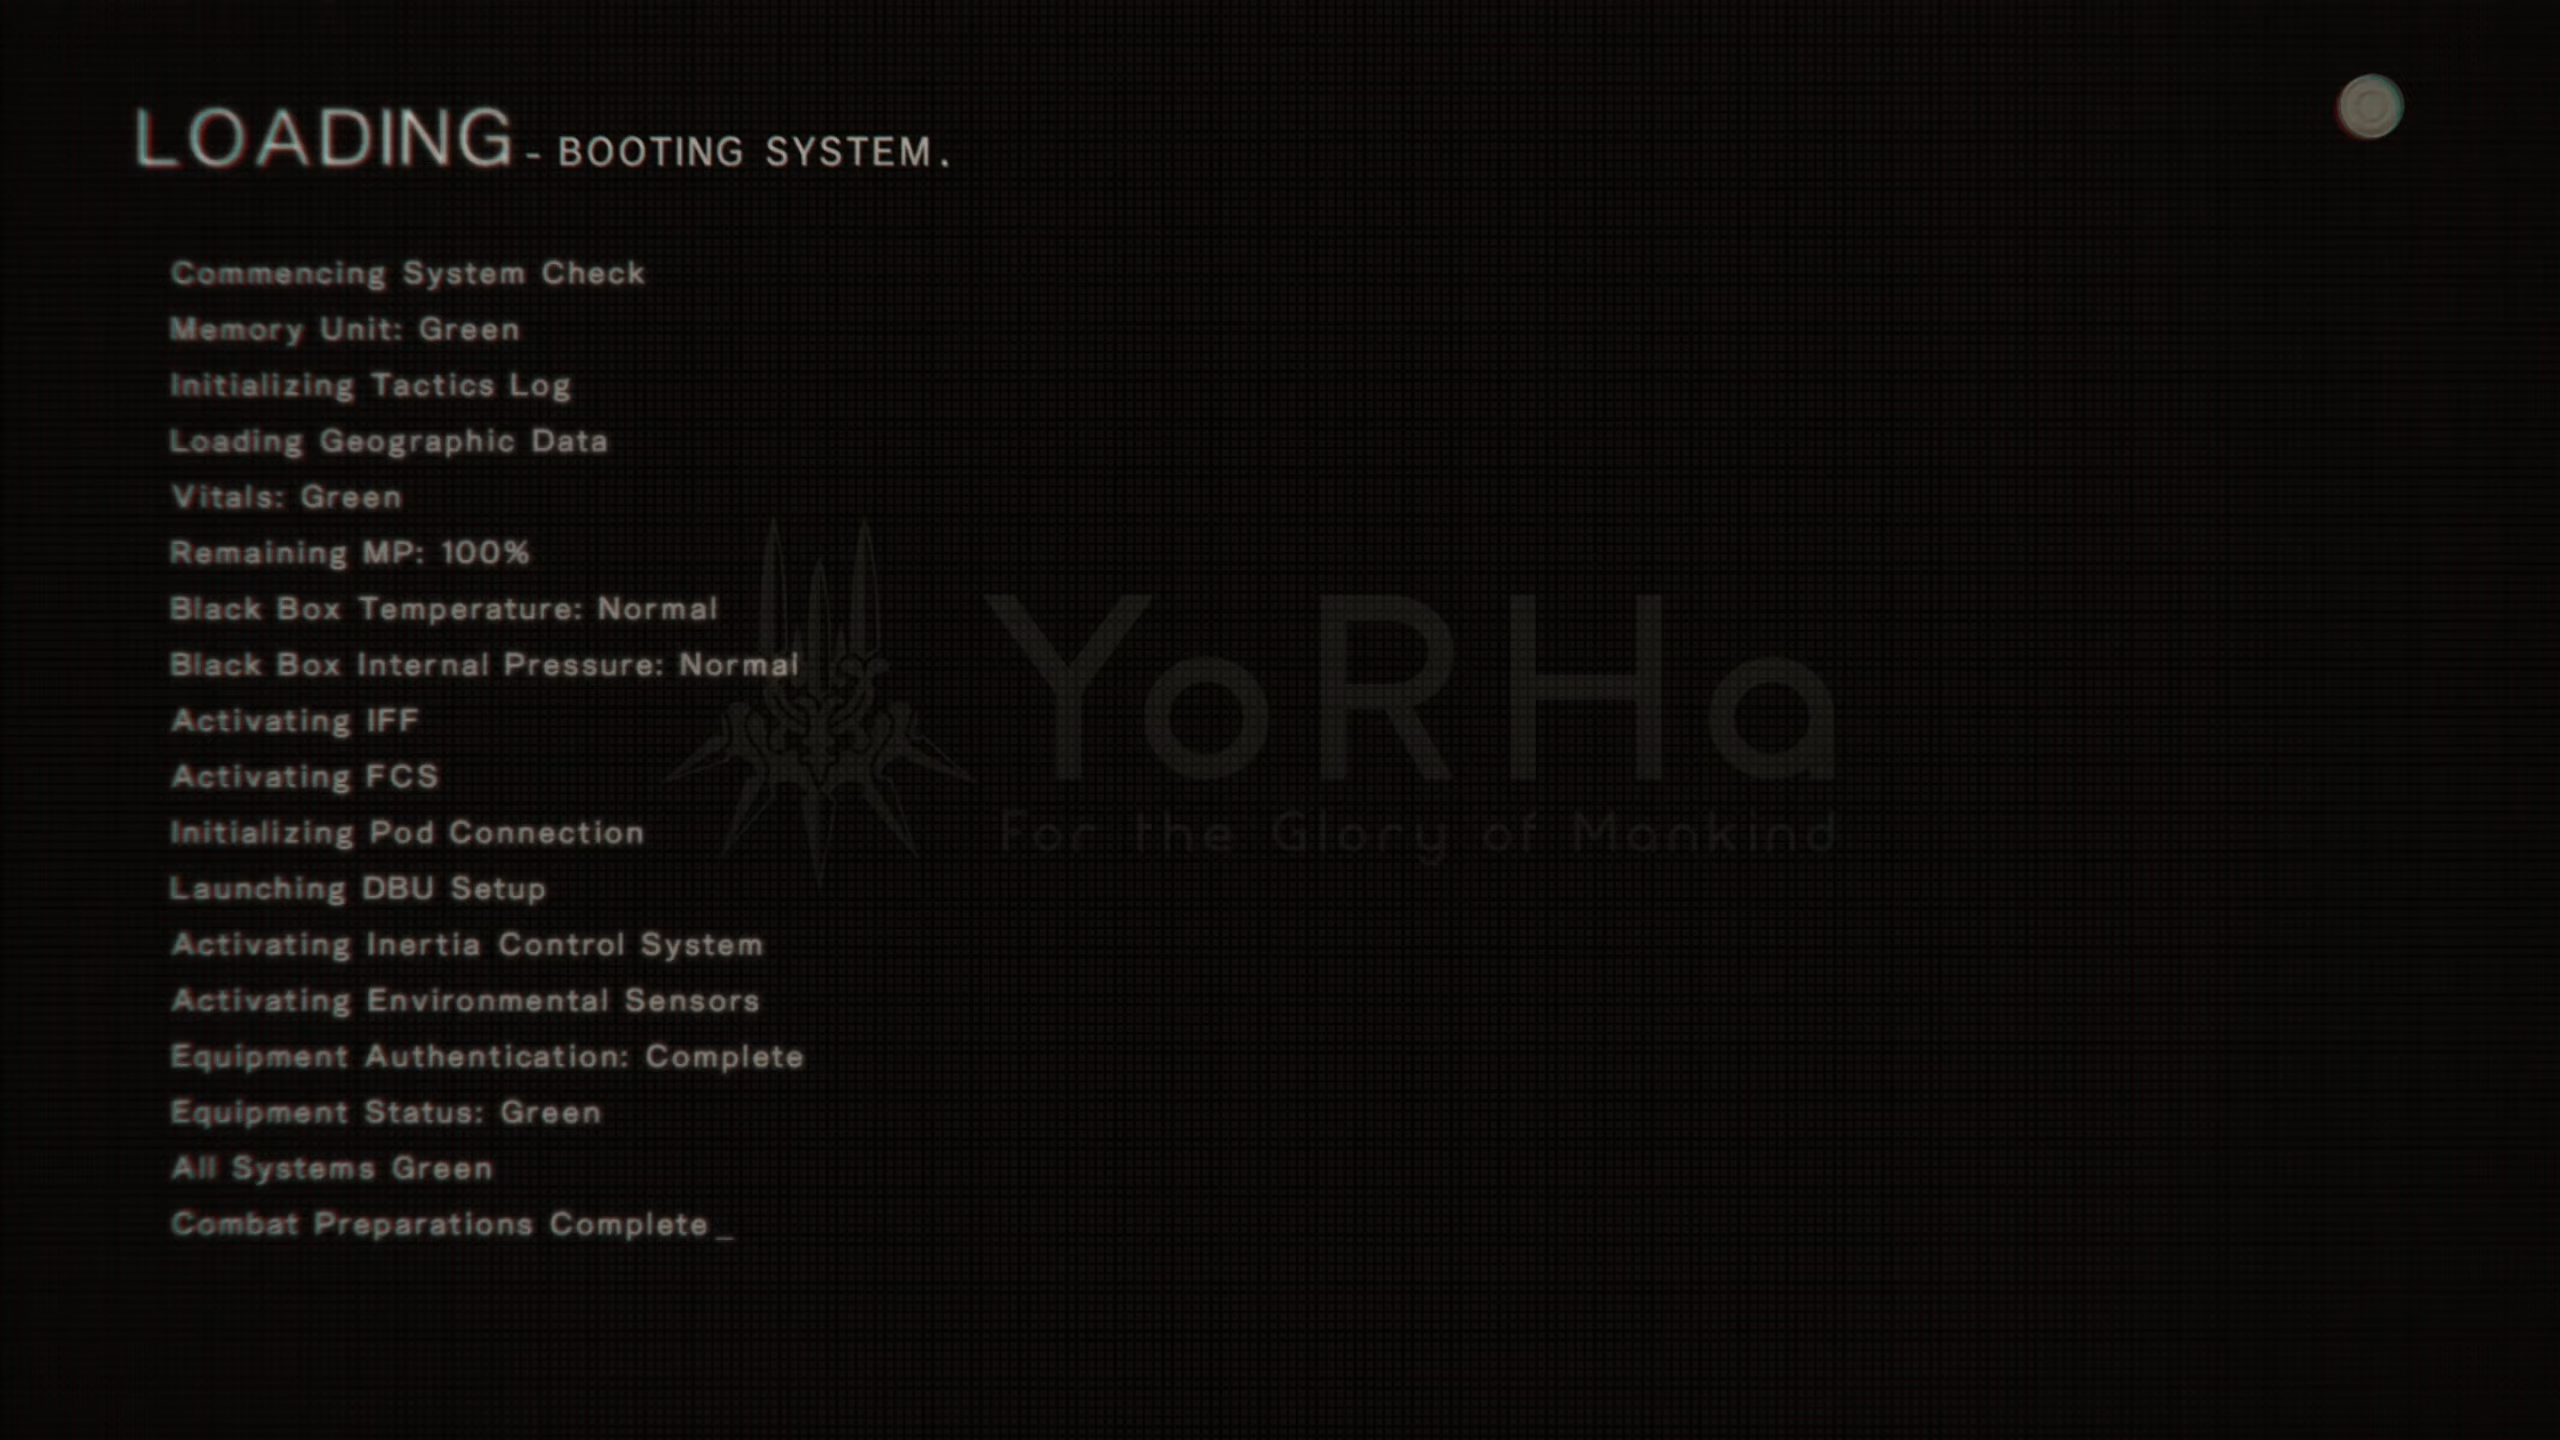 LOADING - BOOTING SYSTEM.
Commencing System Check
Memory Unit: Green
Initializing Tactics Log
Loading Geographic Data
Vitals: Green
Remaining MP: 100%
Black Box Temperature: Normal
Black Box Internal Pressure: Normal
Activating IFF
Activating FCS
Initializing Pod Connection
Launching DBU Setup
Activating Inertia Control System
Activating Environmental Sensors
Equipment Authentication: Complete
Equipment Status: Green
All Systems Green
Combat Preparations Complete_
YoRHa
For the Glory of Mankind